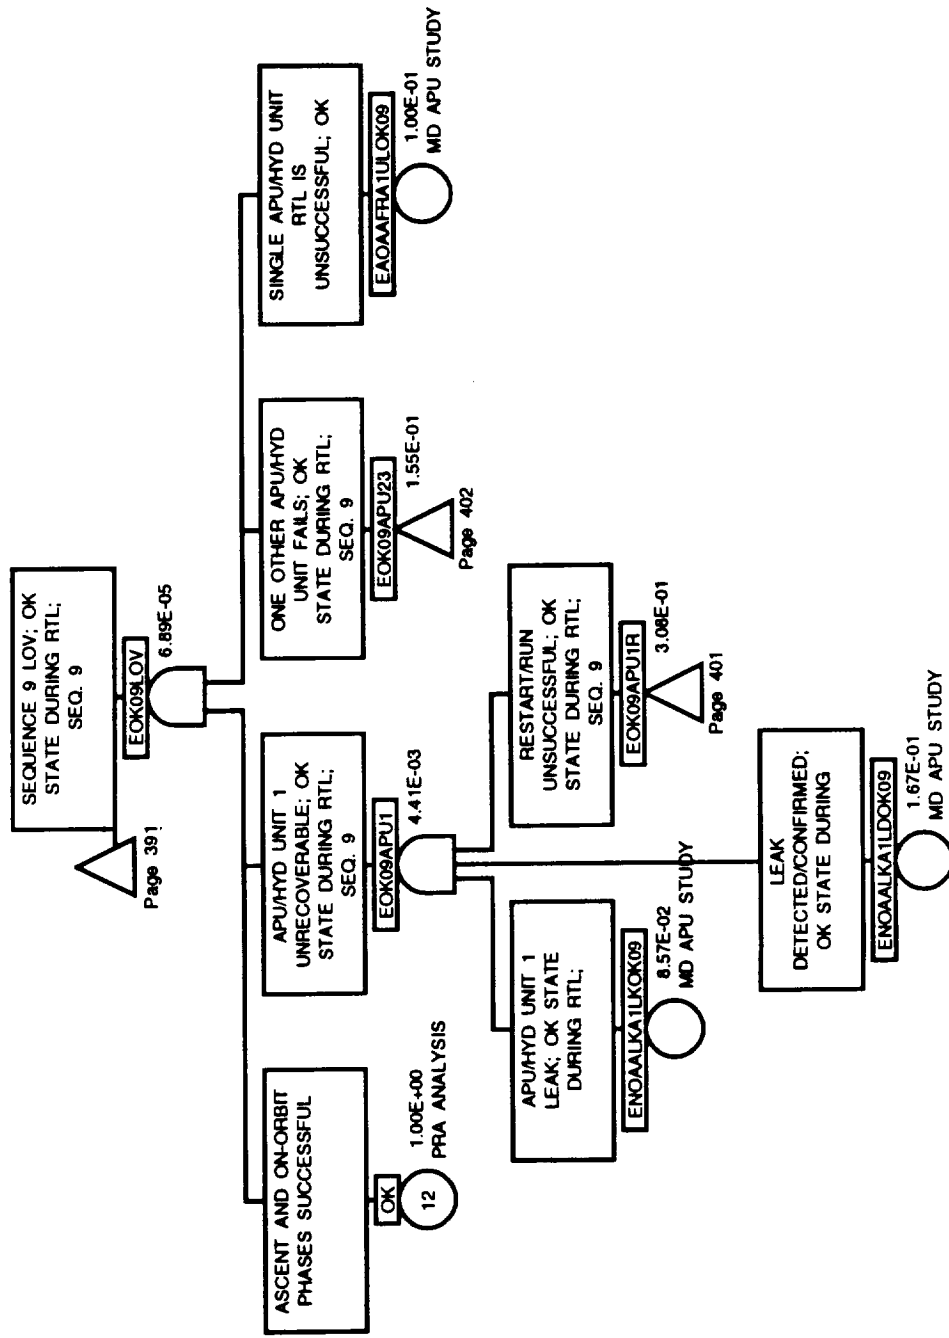 SEQUENCE 9 LOV; OK
STATE DURING RTL;
SEQ. 9
EOK09LOV
6.89E-05
Page 391
ASCENT AND ON-ORBIT
PHASES SUCCESSFUL
OK
12
1.00E+00
PRA ANALYSIS
APU/HYD UNIT 1
UNRECOVERABLE; OK
STATE DURING RTL;
SEQ. 9
EOK09APU1
4.41E-03
ONE OTHER APU/HYD
UNIT FAILS; OK
STATE DURING RTL;
SEQ. 9
EOK09APU23
1.55E-01
Page 402
SINGLE APU/HYD UNIT
RTL IS
UNSUCCESSFUL; OK
EAOAAFRA1ULOK09
1.00E-01
MD APU STUDY
APU/HYD UNIT 1
LEAK; OK STATE
DURING RTL;
ENOAALKA1LKOK09
8.57E-02
MD APU STUDY
RESTART/RUN
UNSUCCESSFUL; OK
STATE DURING RTL;
SEQ. 9
EOK09APU1R
3.08E-01
Page 401
LEAK
DETECTED/CONFIRMED;
OK STATE DURING
ENOAALKA1LDOK09
1.67E-01
MD APU STUDY